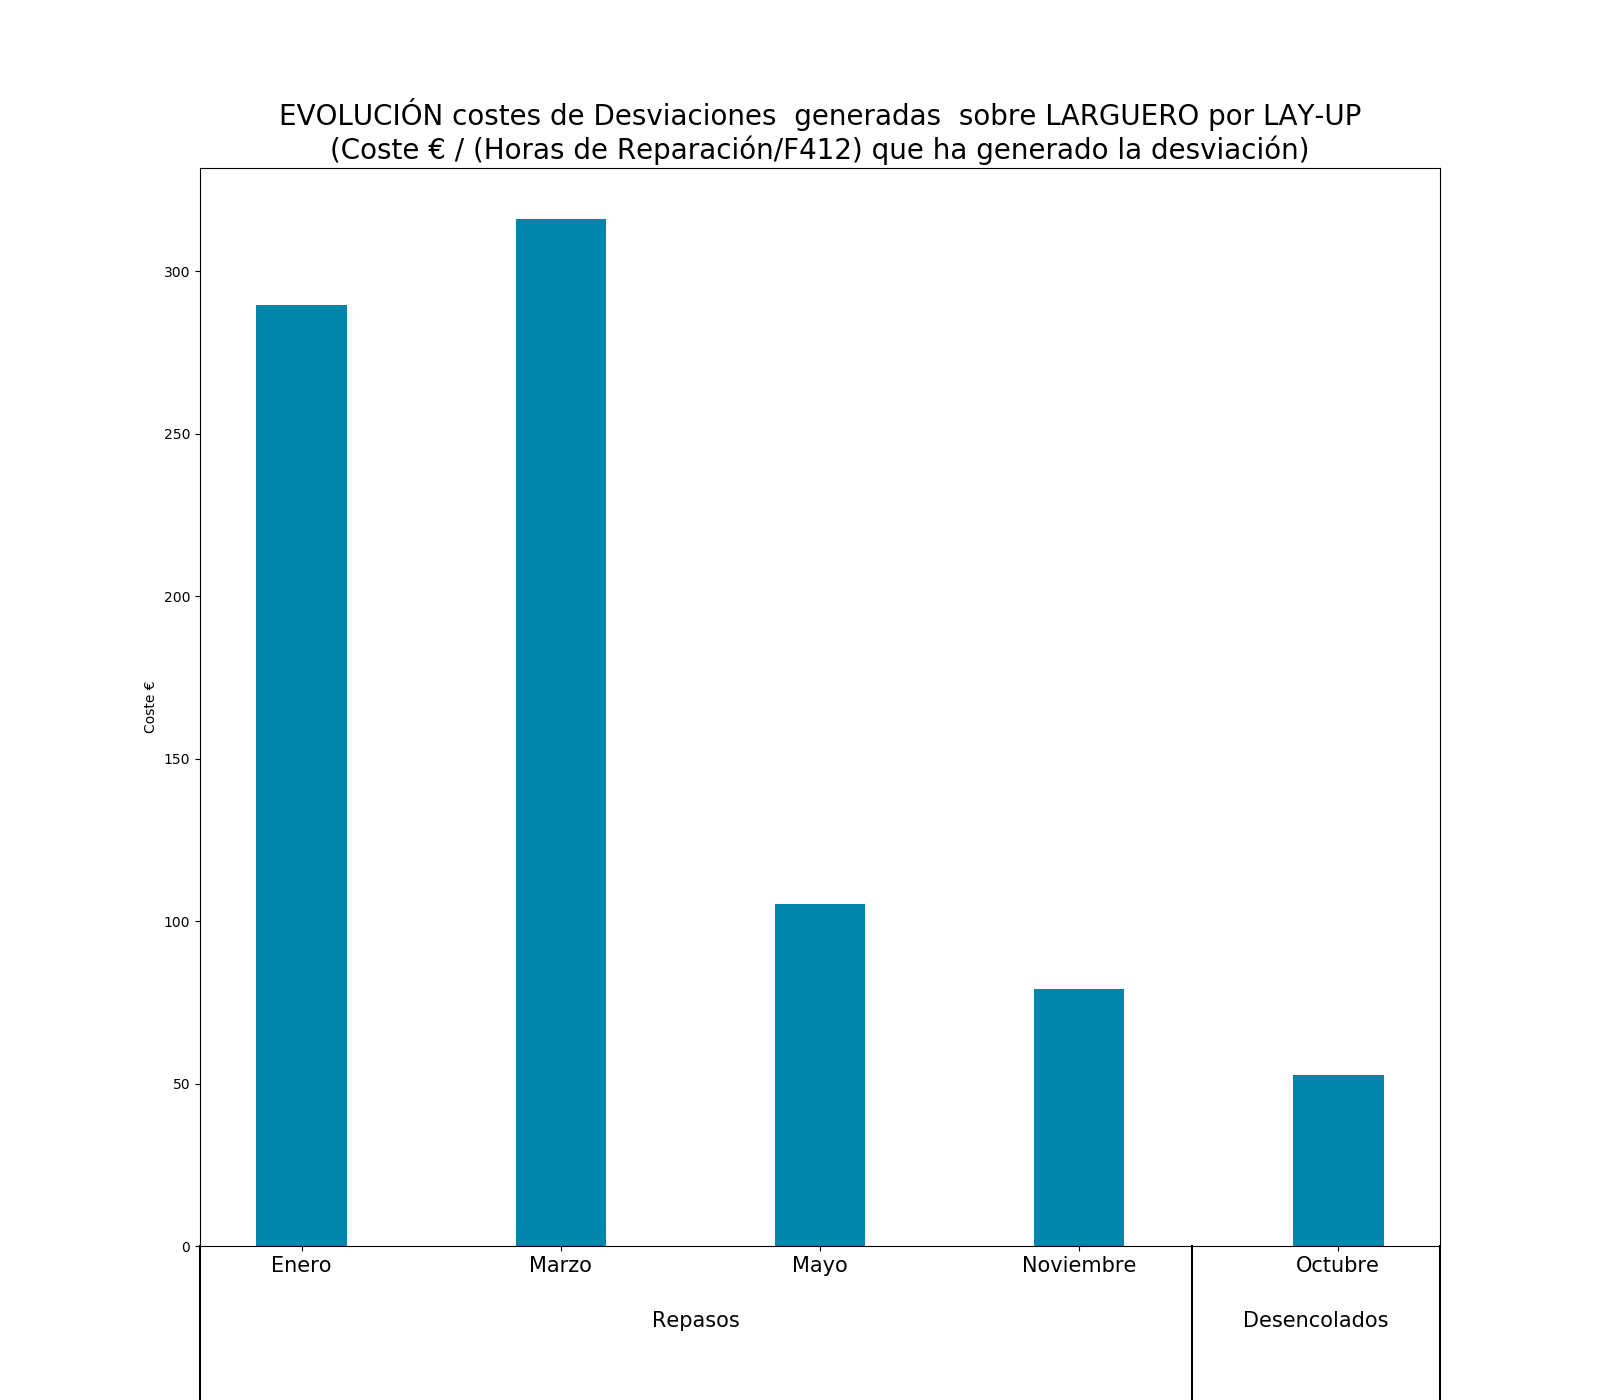 EVOLUCIÓN costes de Desviaciones  generadas  sobre LARGUERO por LAY-UP
(Coste € / (Horas de Reparación/F412) que ha generado la desviación)
300
250
200
150
100
50
0
Coste €
Enero Marzo Mayo Noviembre Octubre
Repasos Desencolados